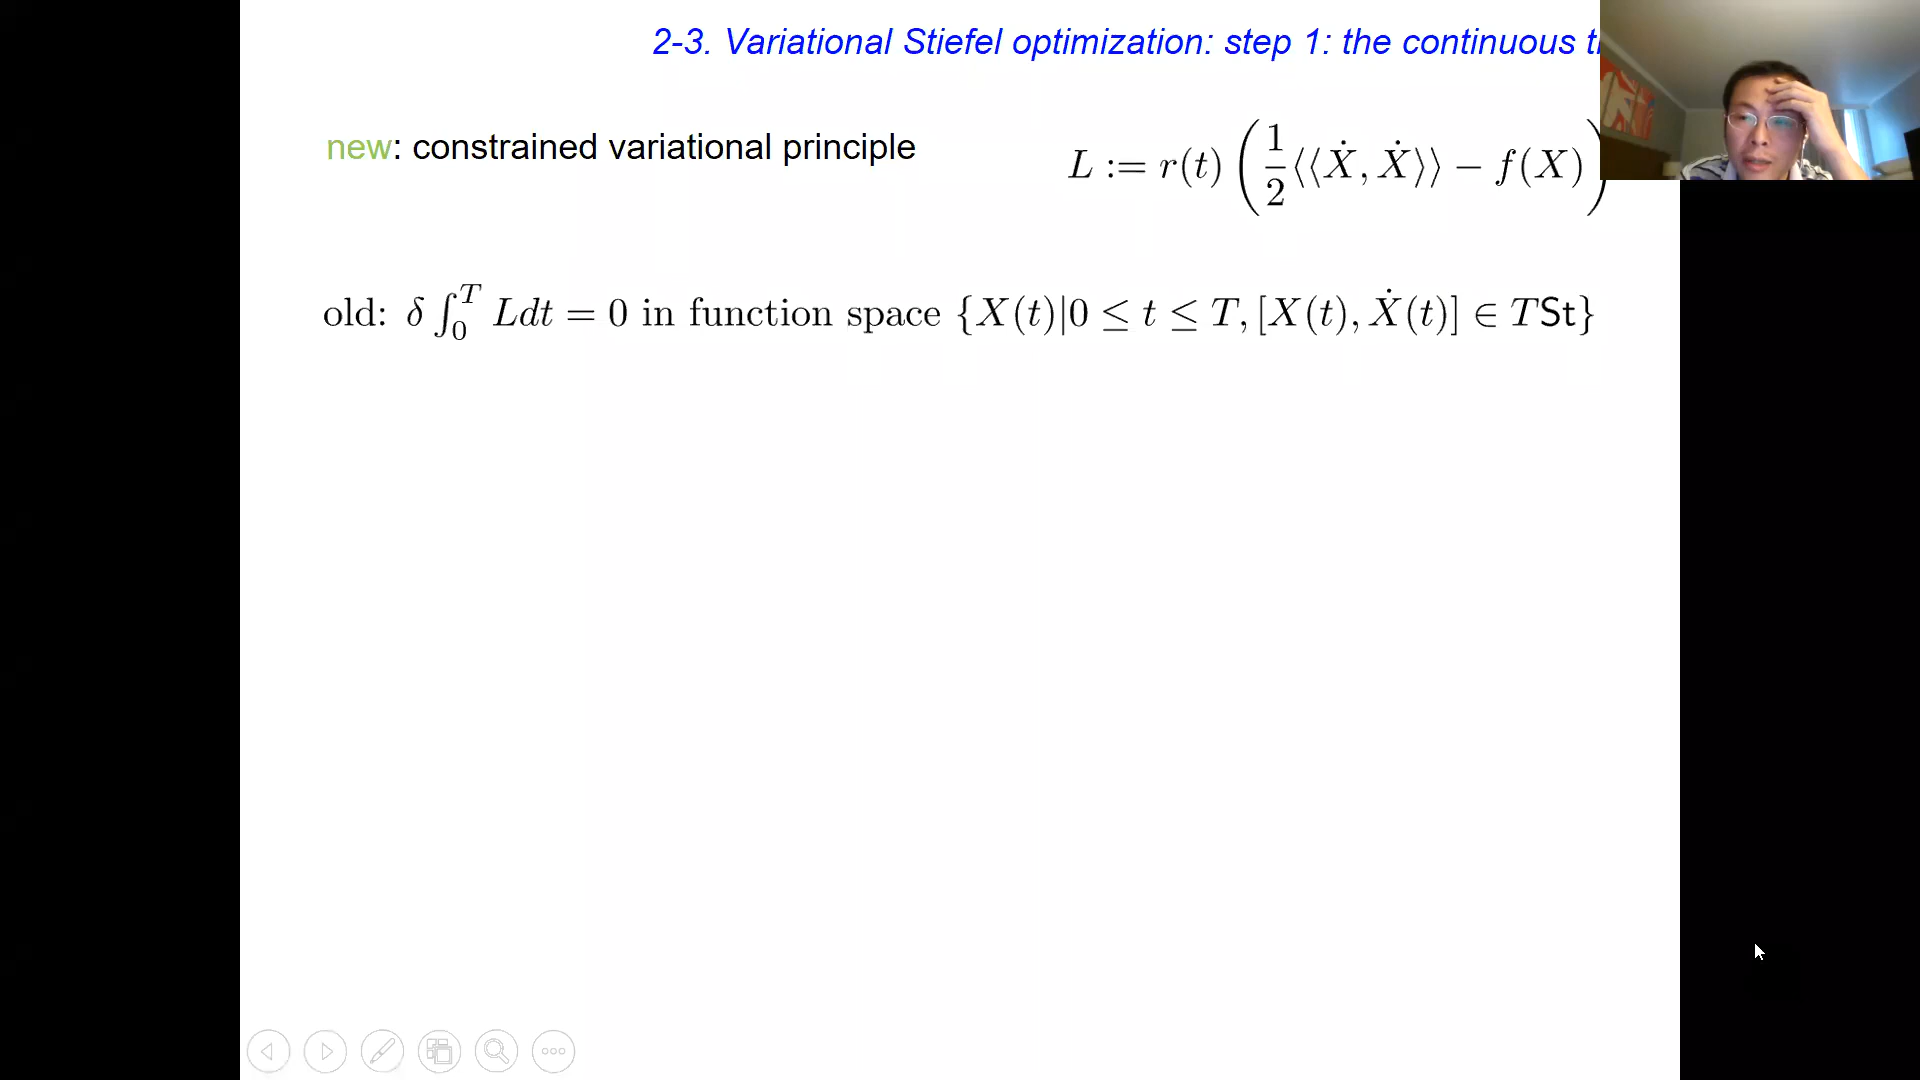 2-3. Variational Stiefel optimization: step 1: the continuous
new: constrained variational principle
L := r(t) ( 1/2 ⟨⟨Ẋ, Ẋ⟩⟩ − f(X) )
old: δ ∫₀ᵀ Ldt = 0 in function space {X(t)|0 ≤ t ≤ T, [X(t), Ẋ(t)] ∈ TSt}